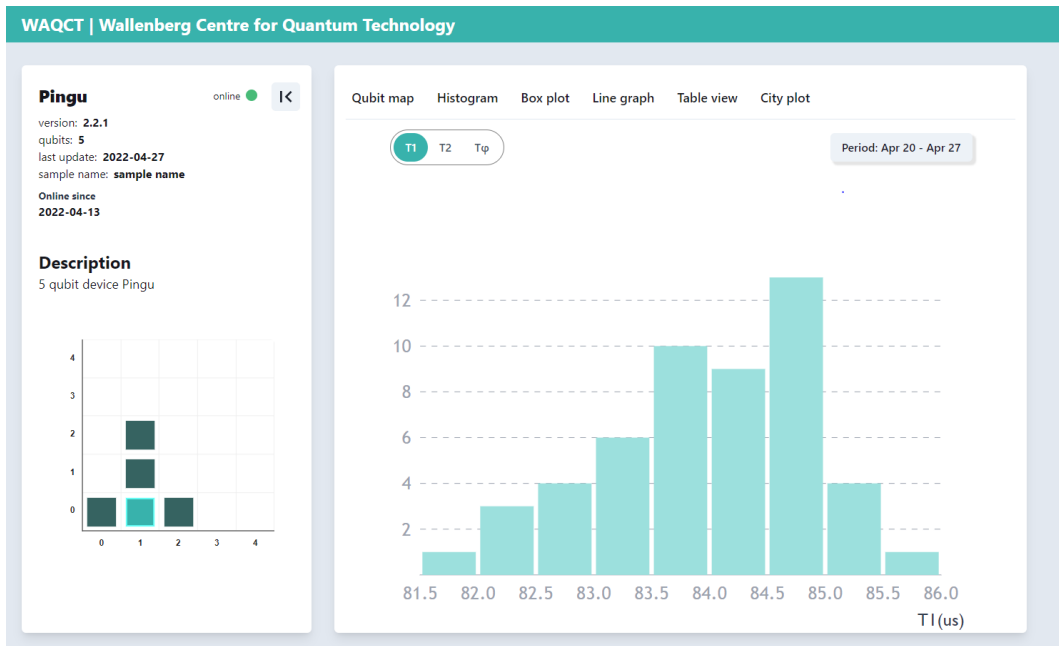 WAQCT | Wallenberg Centre for Quantum Technology
Pingu
online
version: 2.2.1
qubits: 5
last update: 2022-04-27
sample name: sample name
Online since
2022-04-13
Description
5 qubit device Pingu
4
3
2
1
0
0 1 2 3 4
Qubit map Histogram Box plot Line graph Table view City plot
T1 T2 Tφ
Period: Apr 20 - Apr 27
12
10
8
6
4
2
81.5 82.0 82.5 83.0 83.5 84.0 84.5 85.0 85.5 86.0
T1(us)